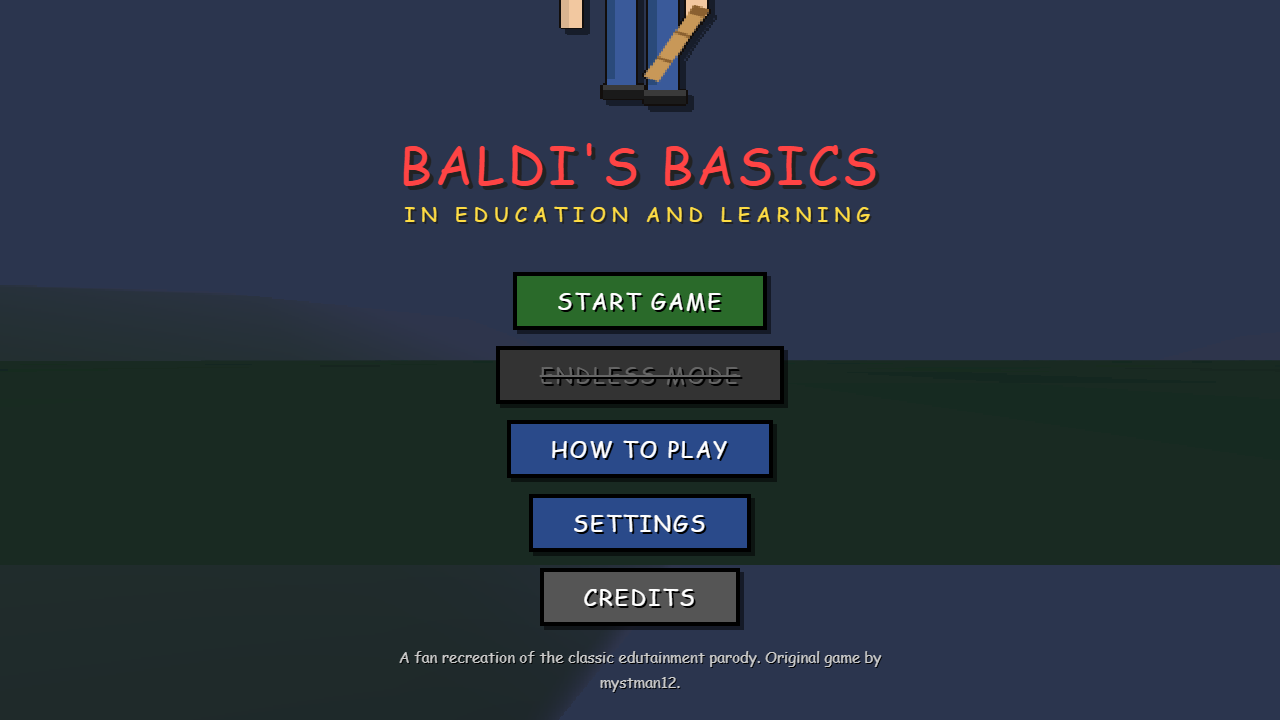 BALDI'S BASICS
IN EDUCATION AND LEARNING
START GAME
ENDLESS MODE
HOW TO PLAY
SETTINGS
CREDITS
A fan recreation of the classic edutainment parody. Original game by
mystman12.